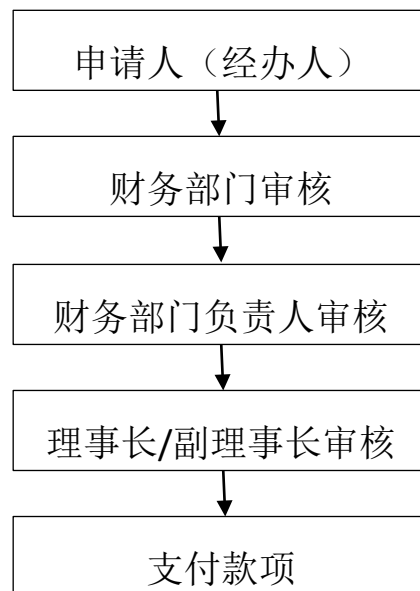 申请人（经办人）
财务部门审核
财务部门负责人审核
理事长/副理事长审核
支付款项